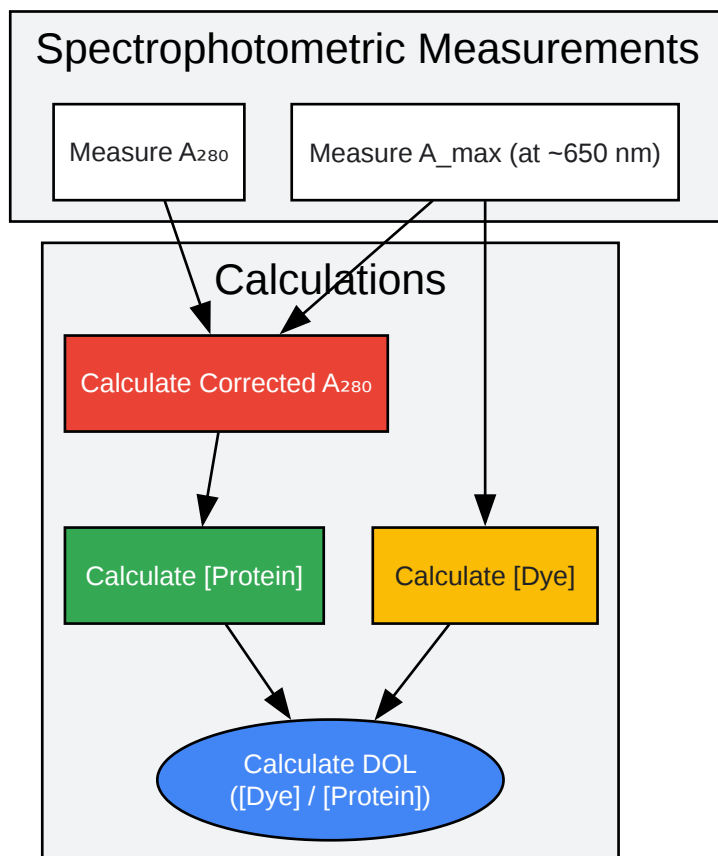 Spectrophotometric Measurements
Measure A₂₈₀
Measure A_max (at ~650 nm)
Calculations
Calculate Corrected A₂₈₀
Calculate [Protein]
Calculate [Dye]
Calculate DOL
([Dye] / [Protein])